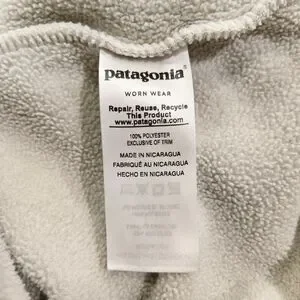 patagonia®
WORN WEAR
Repair, Reuse, Recycle
This Product
www.patagonia.com
100% POLYESTER
EXCLUSIVE OF TRIM
MADE IN NICARAGUA
FABRIQUÉ AU NICARAGUA
HECHO EN NICARAGUA